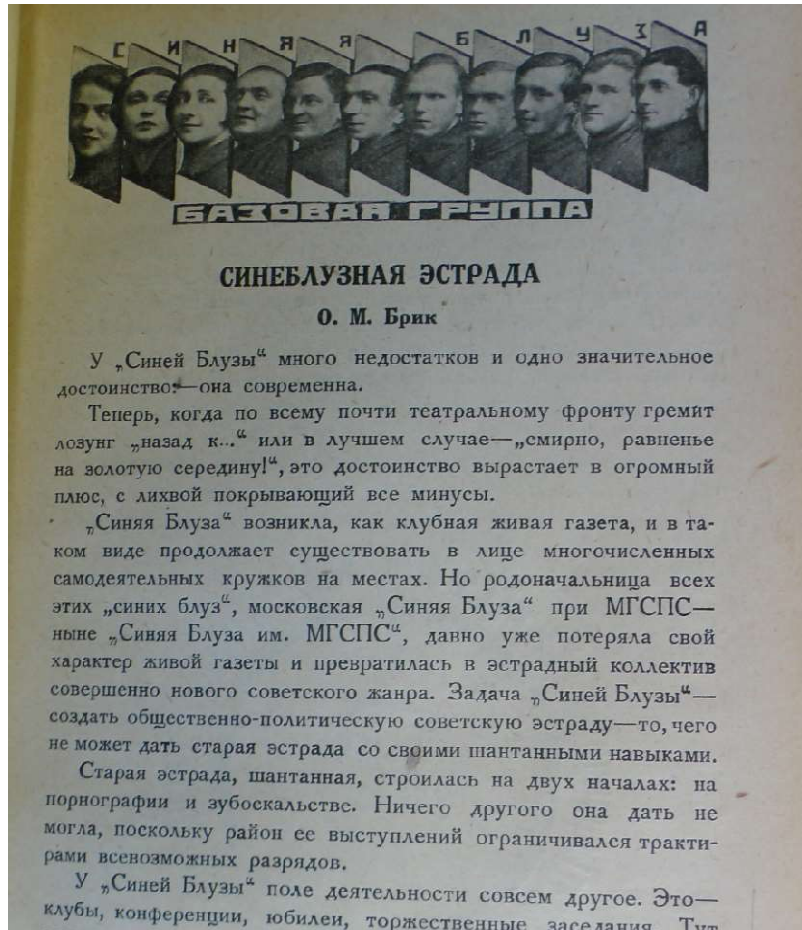 СИНЯЯ БЛУЗА
БАЗОВАЯ ГРУППА
СИНЕБЛУЗНАЯ ЭСТРАДА
О. М. Брик
У „Синей Блузы“ много недостатков и одно значительное
достоинство:—она современна.
Теперь, когда по всему почти театральному фронту гремит
лозунг „назад к...“ или в лучшем случае—„смирно, равненье
на золотую середину!“, это достоинство вырастает в огромный
плюс, с лихвой покрывающий все минусы.
„Синяя Блуза“ возникла, как клубная живая газета, и в та-
ком виде продолжает существовать в лице многочисленных
самодеятельных кружков на местах. Но родоначальница всех
этих „синих блуз“, московская „Синяя Блуза“ при МГСПС—
ныне „Синяя Блуза им. МГСПС“, давно уже потеряла свой
характер живой газеты и превратилась в эстрадный коллектив
совершенно нового советского жанра. Задача „Синей Блузы“—
создать общественно-политическую советскую эстраду—то, чего
не может дать старая эстрада со своими шантанными навыками.
Старая эстрада, шантанная, строилась на двух началах: на
порнографии и зубоскальстве. Ничего другого она дать не
могла, поскольку район ее выступлений ограничивался тракти-
рами всевозможных разрядов.
У „Синей Блузы“ поле деятельности совсем другое. Это—
клубы, конференции, юбилеи, торжественные заседания. Тут